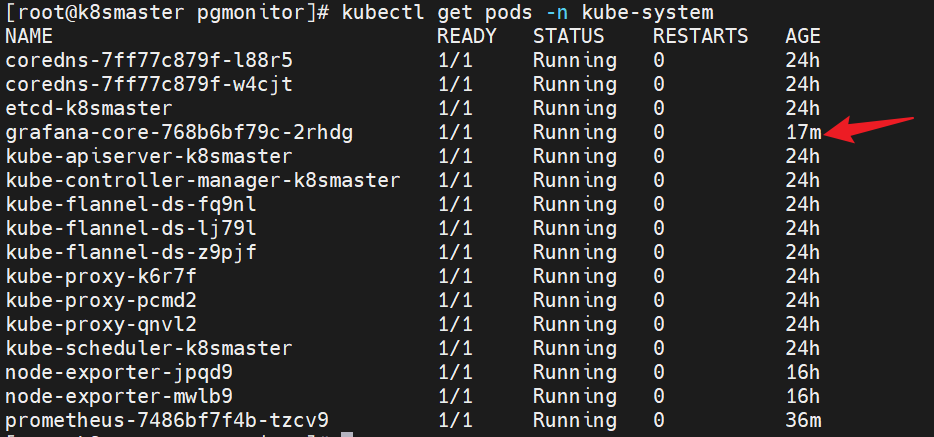 [root@k8smaster pgmonitor]# kubectl get pods -n kube-system
NAME READY STATUS RESTARTS AGE
coredns-7ff77c879f-l88r5 1/1 Running 0 24h
coredns-7ff77c879f-w4cjt 1/1 Running 0 24h
etcd-k8smaster 1/1 Running 0 24h
grafana-core-768b6bf79c-2rhdg 1/1 Running 0 17m
kube-apiserver-k8smaster 1/1 Running 0 24h
kube-controller-manager-k8smaster 1/1 Running 0 24h
kube-flannel-ds-fq9nl 1/1 Running 0 24h
kube-flannel-ds-lj79l 1/1 Running 0 24h
kube-flannel-ds-z9pjf 1/1 Running 0 24h
kube-proxy-k6r7f 1/1 Running 0 24h
kube-proxy-pcmd2 1/1 Running 0 24h
kube-proxy-qnvl2 1/1 Running 0 24h
kube-scheduler-k8smaster 1/1 Running 0 24h
node-exporter-jpqd9 1/1 Running 0 16h
node-exporter-mwlb9 1/1 Running 0 16h
prometheus-7486bf7f4b-tzcv9 1/1 Running 0 36m